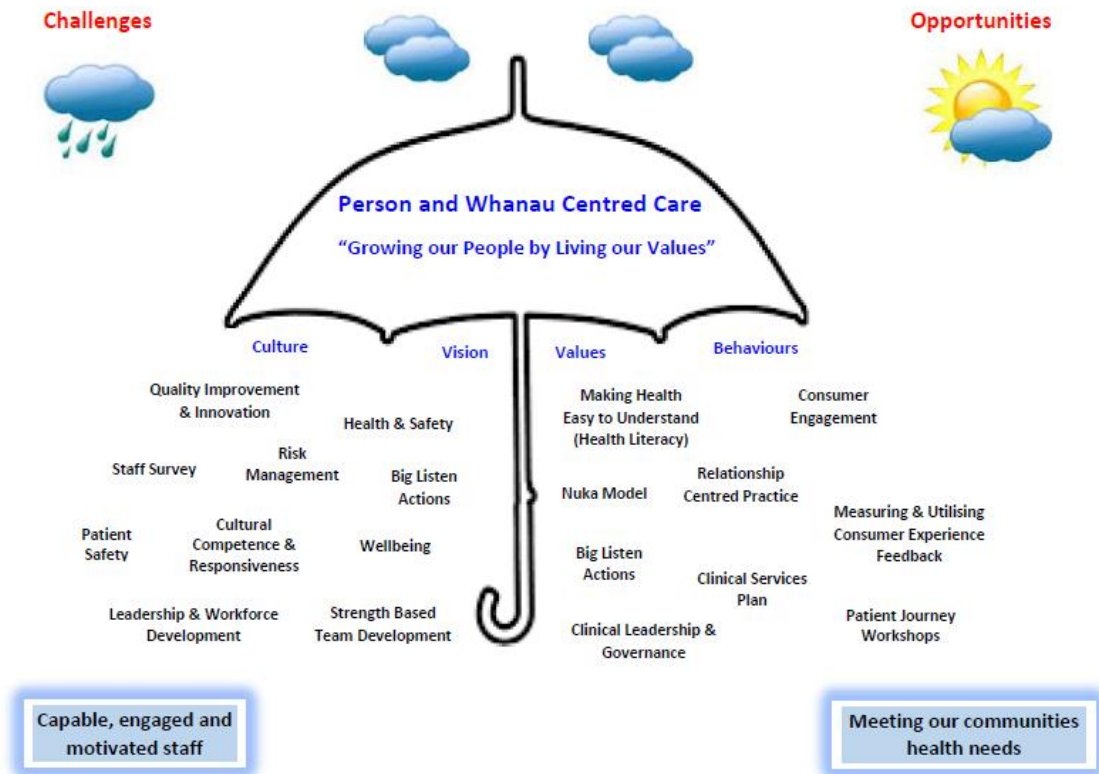 Challenges
Opportunities
Person and Whanau Centred Care
“Growing our People by Living our Values”
Culture
Vision
Values
Behaviours
Quality Improvement
& Innovation
Health & Safety
Staff Survey
Risk
Management
Big Listen
Actions
Patient
Safety
Cultural
Competence &
Responsiveness
Wellbeing
Leadership & Workforce
Development
Strength Based
Team Development
Making Health
Easy to Understand
(Health Literacy)
Consumer
Engagement
Nuka Model
Relationship
Centred Practice
Measuring & Utilising
Consumer Experience
Feedback
Big Listen
Actions
Clinical Services
Plan
Clinical Leadership &
Governance
Patient Journey
Workshops
Capable, engaged and
motivated staff
Meeting our communities
health needs